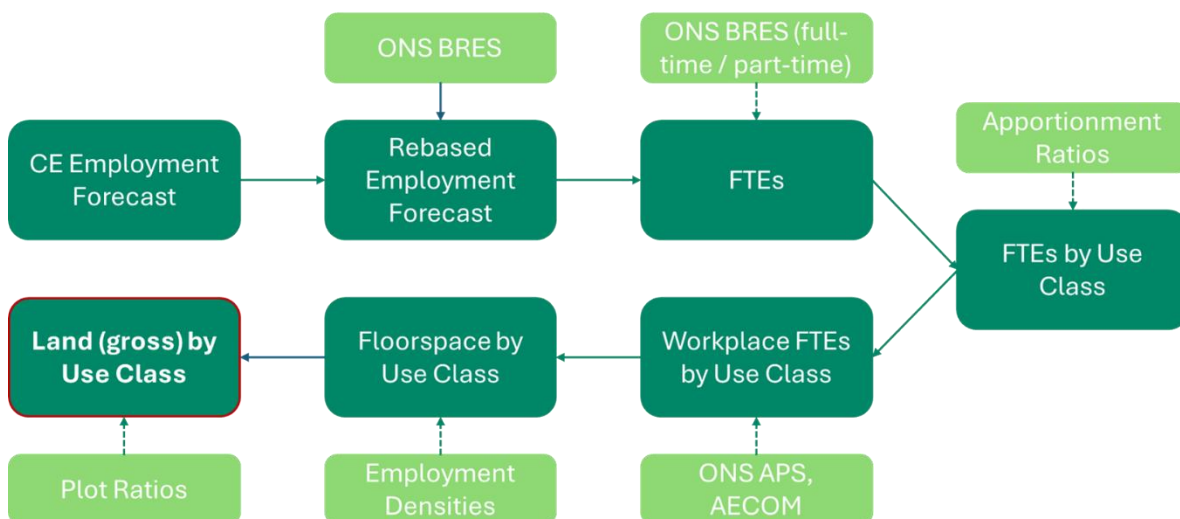 ONS BRES
ONS BRES (full-
time / part-time)
CE Employment
Forecast
Rebased
Employment
Forecast
FTEs
Apportionment
Ratios
FTEs by Use
Class
Land (gross) by
Use Class
Floorspace by
Use Class
Workplace FTEs
by Use Class
Plot Ratios
Employment
Densities
ONS APS,
AECOM